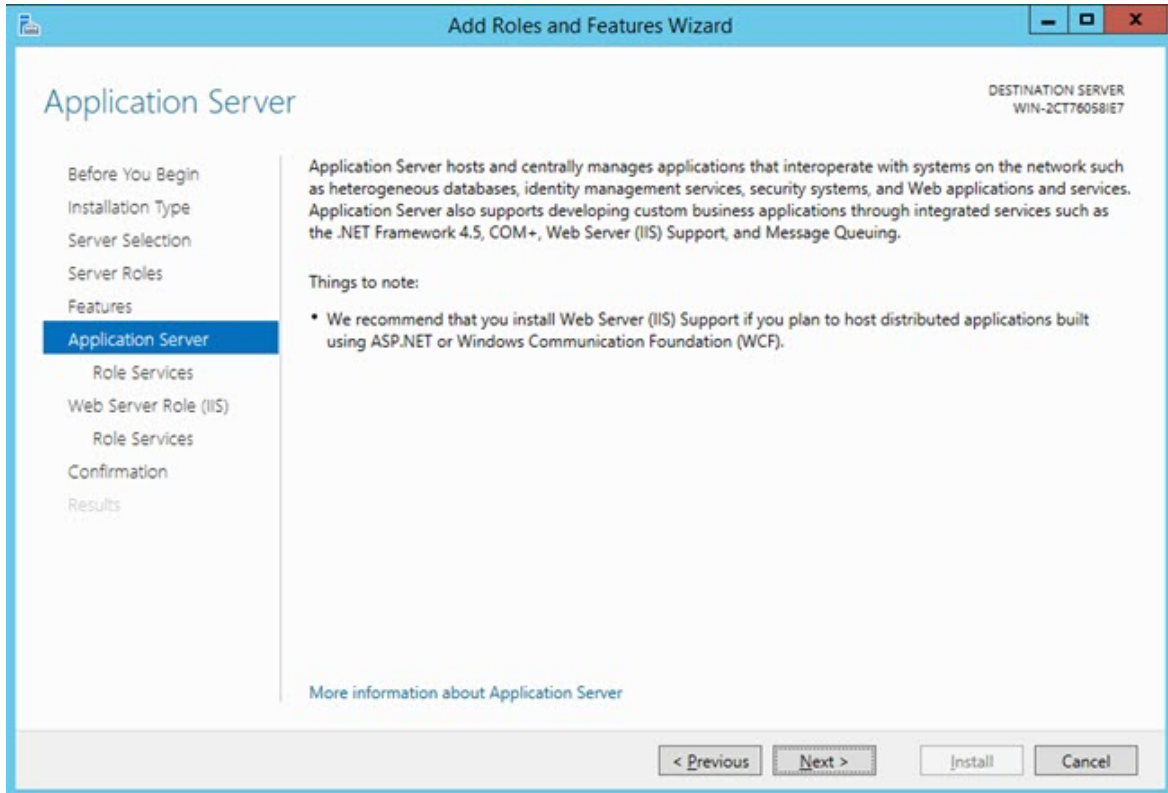 Add Roles and Features Wizard
Application Server
DESTINATION SERVER
WIN-2CT76058IE7
Before You Begin
Installation Type
Server Selection
Server Roles
Features
Application Server
Role Services
Web Server Role (IIS)
Role Services
Confirmation
Results
Application Server hosts and centrally manages applications that interoperate with systems on the network such
as heterogeneous databases, identity management services, security systems, and Web applications and services.
Application Server also supports developing custom business applications through integrated services such as
the .NET Framework 4.5, COM+, Web Server (IIS) Support, and Message Queuing.
Things to note:
• We recommend that you install Web Server (IIS) Support if you plan to host distributed applications built
using ASP.NET or Windows Communication Foundation (WCF).
More information about Application Server
< Previous
Next >
Install
Cancel